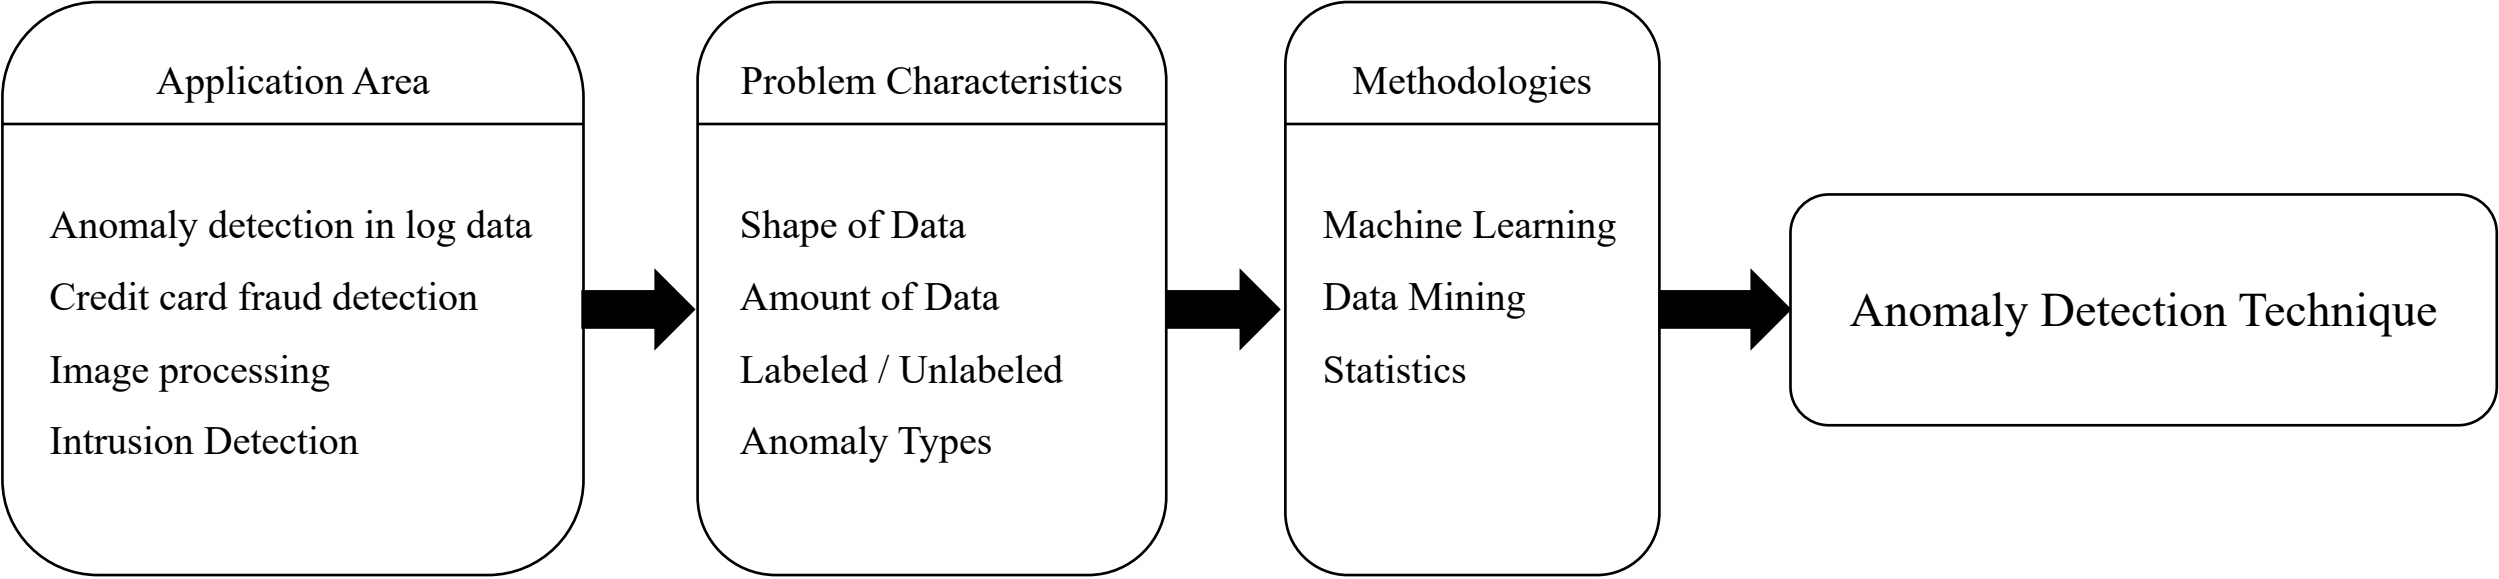 Application Area
Anomaly detection in log data
Credit card fraud detection
Image processing
Intrusion Detection
Problem Characteristics
Shape of Data
Amount of Data
Labeled / Unlabeled
Anomaly Types
Methodologies
Machine Learning
Data Mining
Statistics
Anomaly Detection Technique